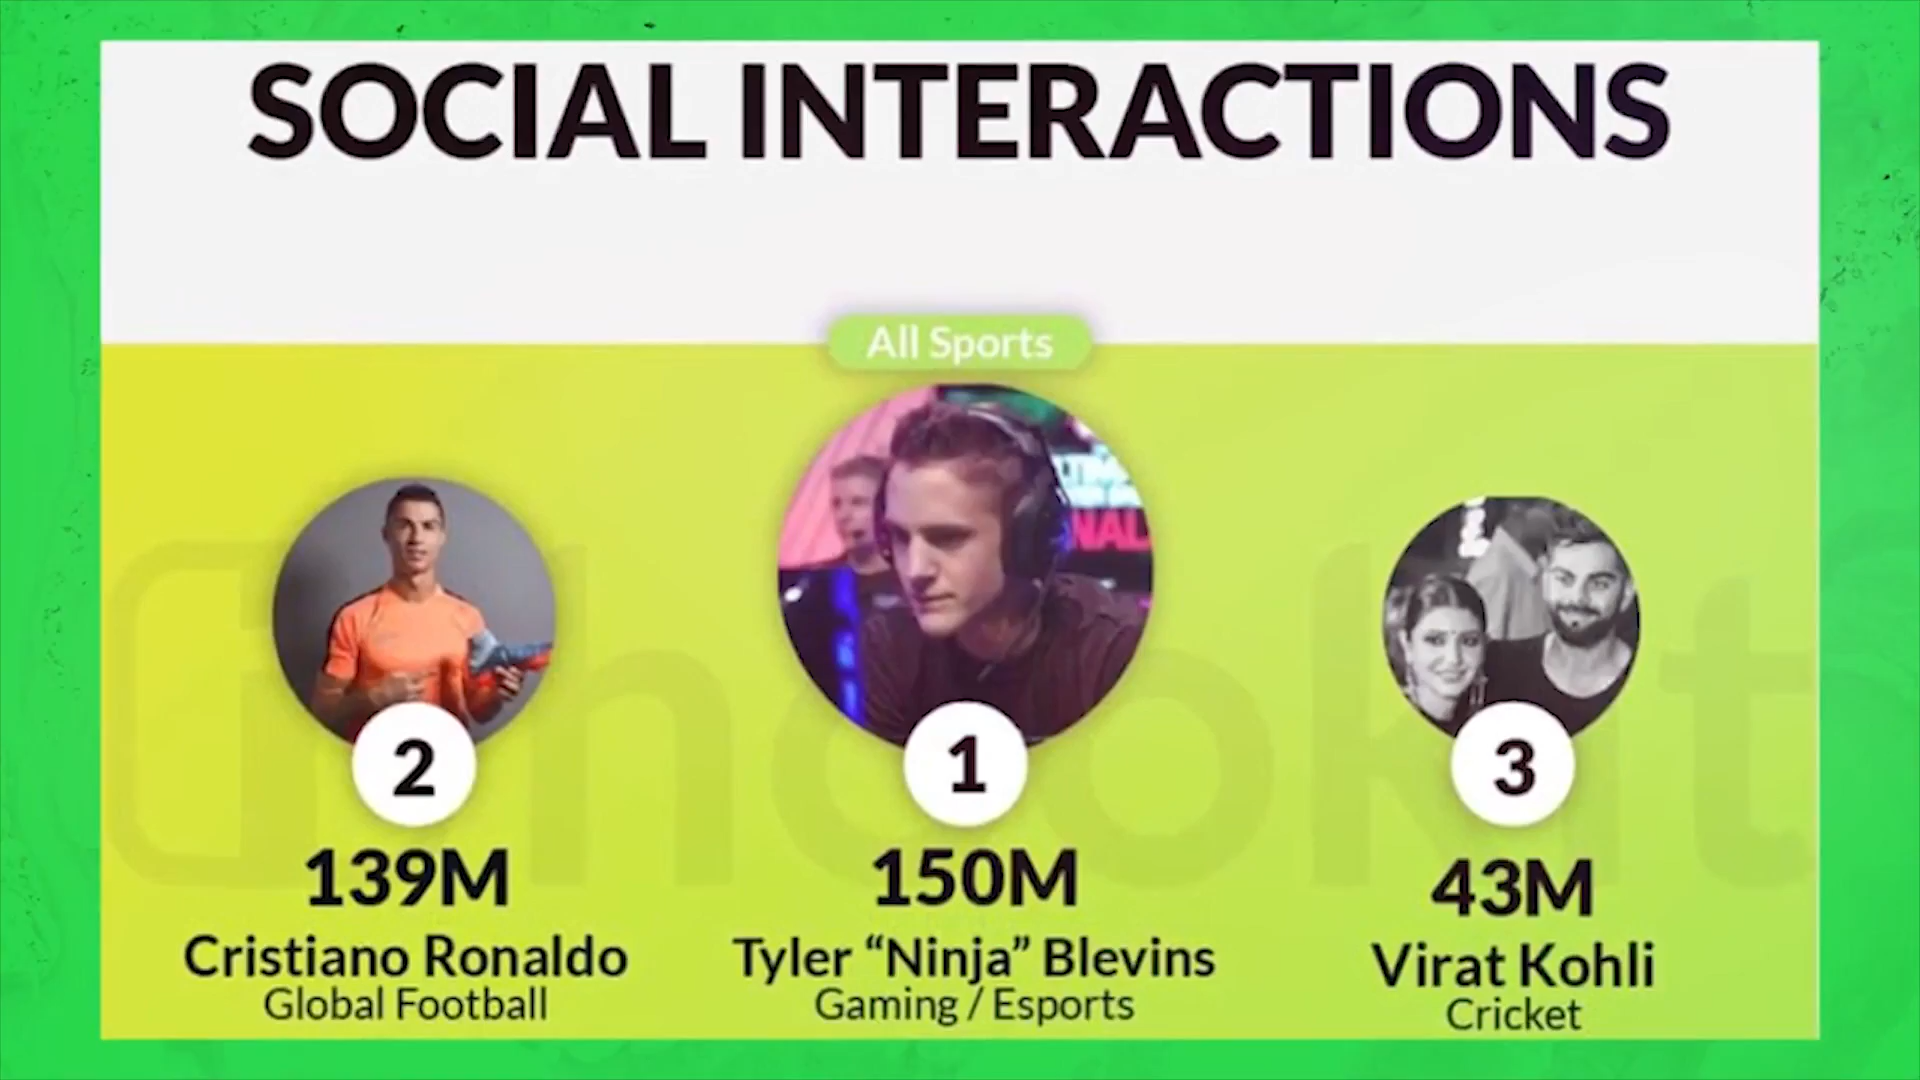 SOCIAL INTERACTIONS
All Sports
2
139M
Cristiano Ronaldo
Global Football
1
150M
Tyler “Ninja” Blevins
Gaming / Esports
3
43M
Virat Kohli
Cricket